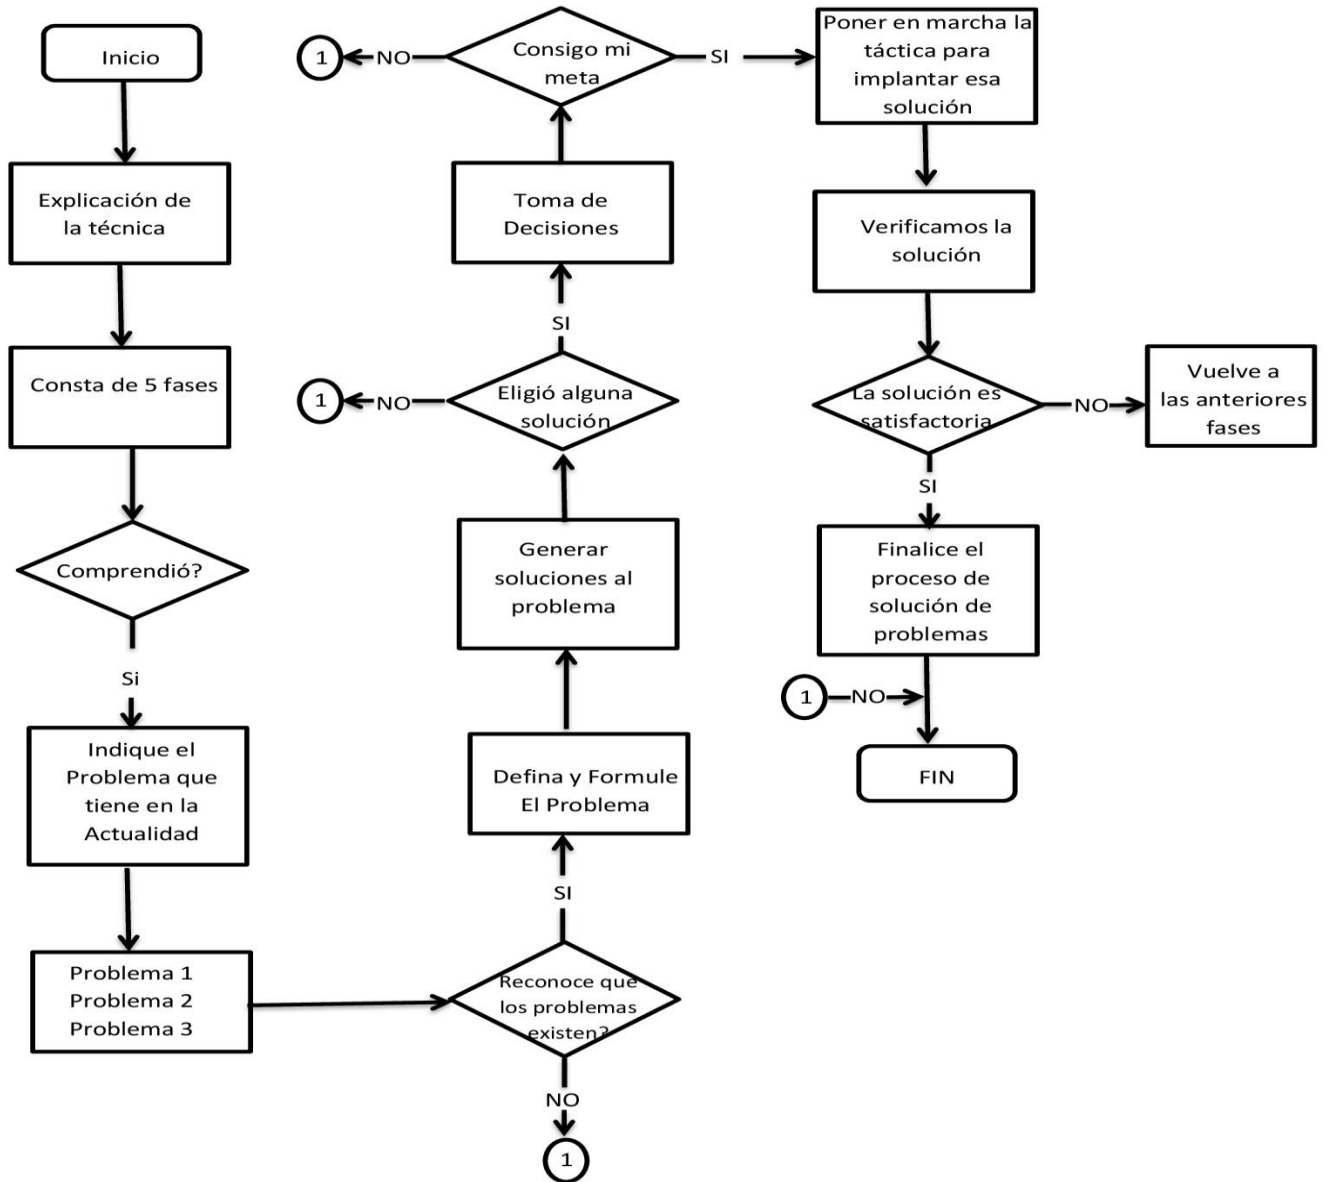 Inicio
Explicación de
la técnica
Consta de 5 fases
Comprendió?
Si
Indique el
Problema que
tiene en la
Actualidad
Problema 1
Problema 2
Problema 3
Reconoce que
los problemas
existen?
NO
1
SI
Defina y Formule
El Problema
Generar
soluciones al
problema
Eligió alguna
solución
NO
1
SI
Toma de
Decisiones
Consigo mi
meta
NO
1
SI
Poner en marcha la
táctica para
implantar esa
solución
Verificamos la
solución
La solución es
satisfactoria
NO
Vuelve a
las anteriores
fases
SI
Finalice el
proceso de
solución de
problemas
1
NO
FIN